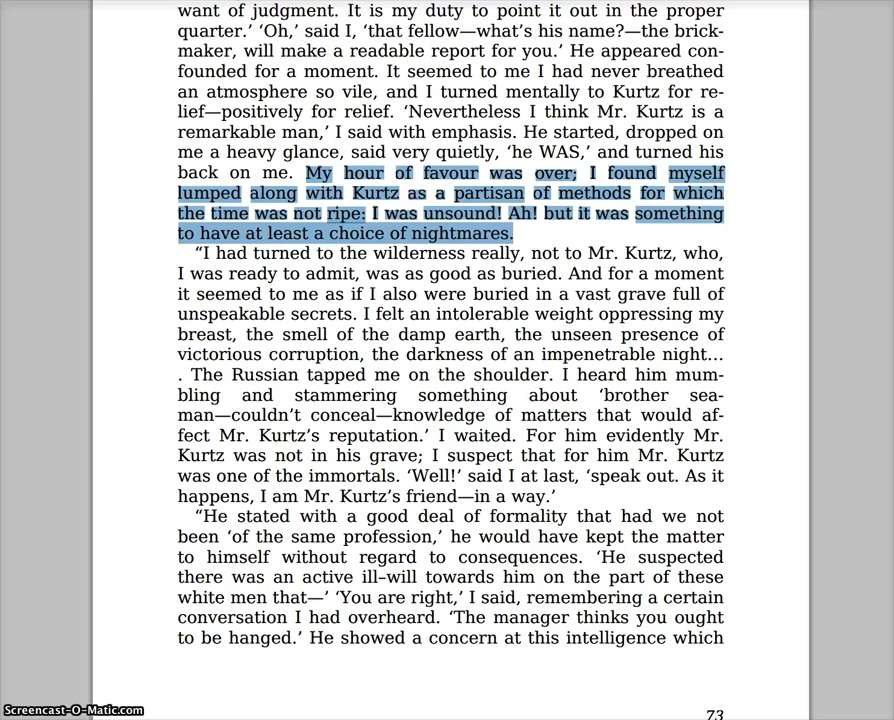 want of judgment. It is my duty to point it out in the proper
quarter.’ ‘Oh,’ said I, ‘that fellow—what’s his name?—the brick-
maker, will make a readable report for you.’ He appeared con-
founded for a moment. It seemed to me I had never breathed
an atmosphere so vile, and I turned mentally to Kurtz for re-
lief—positively for relief. ‘Nevertheless I think Mr. Kurtz is a
remarkable man,’ I said with emphasis. He started, dropped on
me a heavy glance, said very quietly, ‘he WAS,’ and turned his
back on me. My hour of favour was over; I found myself
lumped along with Kurtz as a partisan of methods for which
the time was not ripe: I was unsound! Ah! but it was something
to have at least a choice of nightmares.
“I had turned to the wilderness really, not to Mr. Kurtz, who,
I was ready to admit, was as good as buried. And for a moment
it seemed to me as if I also were buried in a vast grave full of
unspeakable secrets. I felt an intolerable weight oppressing my
breast, the smell of the damp earth, the unseen presence of
victorious corruption, the darkness of an impenetrable night...
. The Russian tapped me on the shoulder. I heard him mum-
bling and stammering something about ‘brother sea-
man—couldn’t conceal—knowledge of matters that would af-
fect Mr. Kurtz’s reputation.’ I waited. For him evidently Mr.
Kurtz was not in his grave; I suspect that for him Mr. Kurtz
was one of the immortals. ‘Well!’ said I at last, ‘speak out. As it
happens, I am Mr. Kurtz’s friend—in a way.’
“He stated with a good deal of formality that had we not
been ‘of the same profession,’ he would have kept the matter
to himself without regard to consequences. ‘He suspected
there was an active ill–will towards him on the part of these
white men that—’ ‘You are right,’ I said, remembering a certain
conversation I had overheard. ‘The manager thinks you ought
to be hanged.’ He showed a concern at this intelligence which
73
Screencast-O-Matic.com